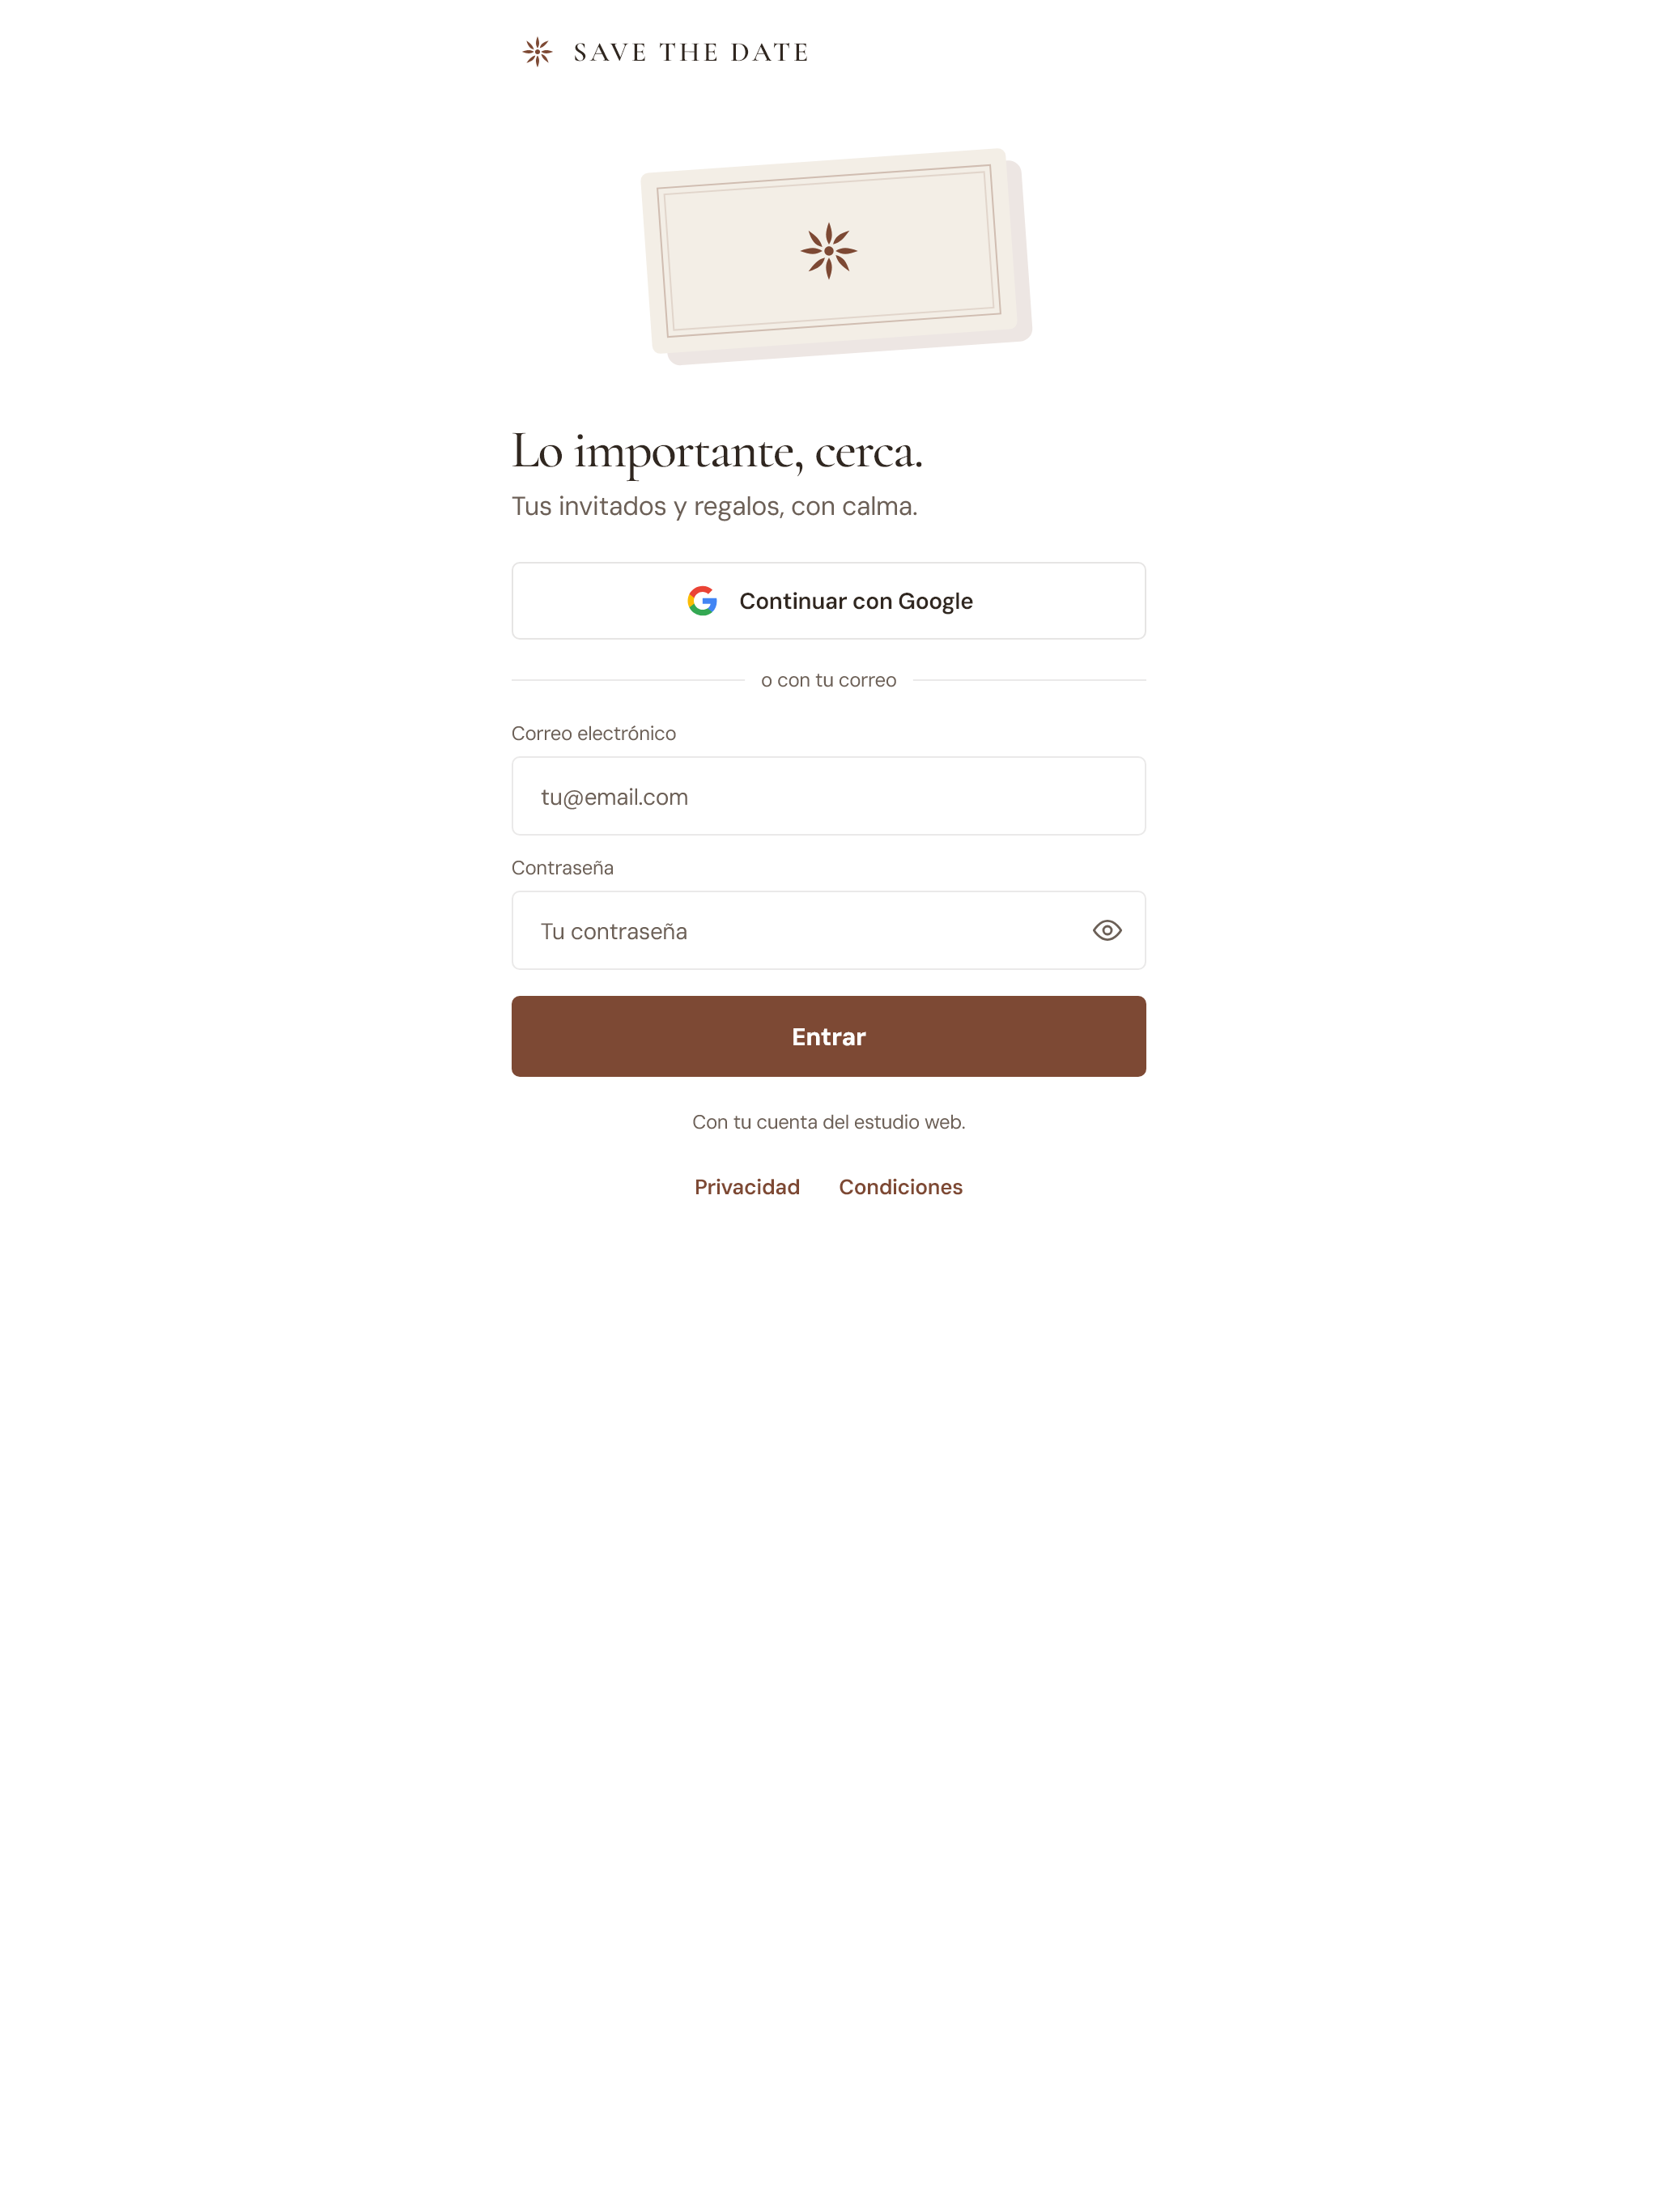 SAVE THE DATE
Lo importante, cerca.
Tus invitados y regalos, con calma.
Continuar con Google
o con tu correo
Correo electrónico
tu@email.com
Contraseña
Tu contraseña
Entrar
Con tu cuenta del estudio web.
Privacidad Condiciones